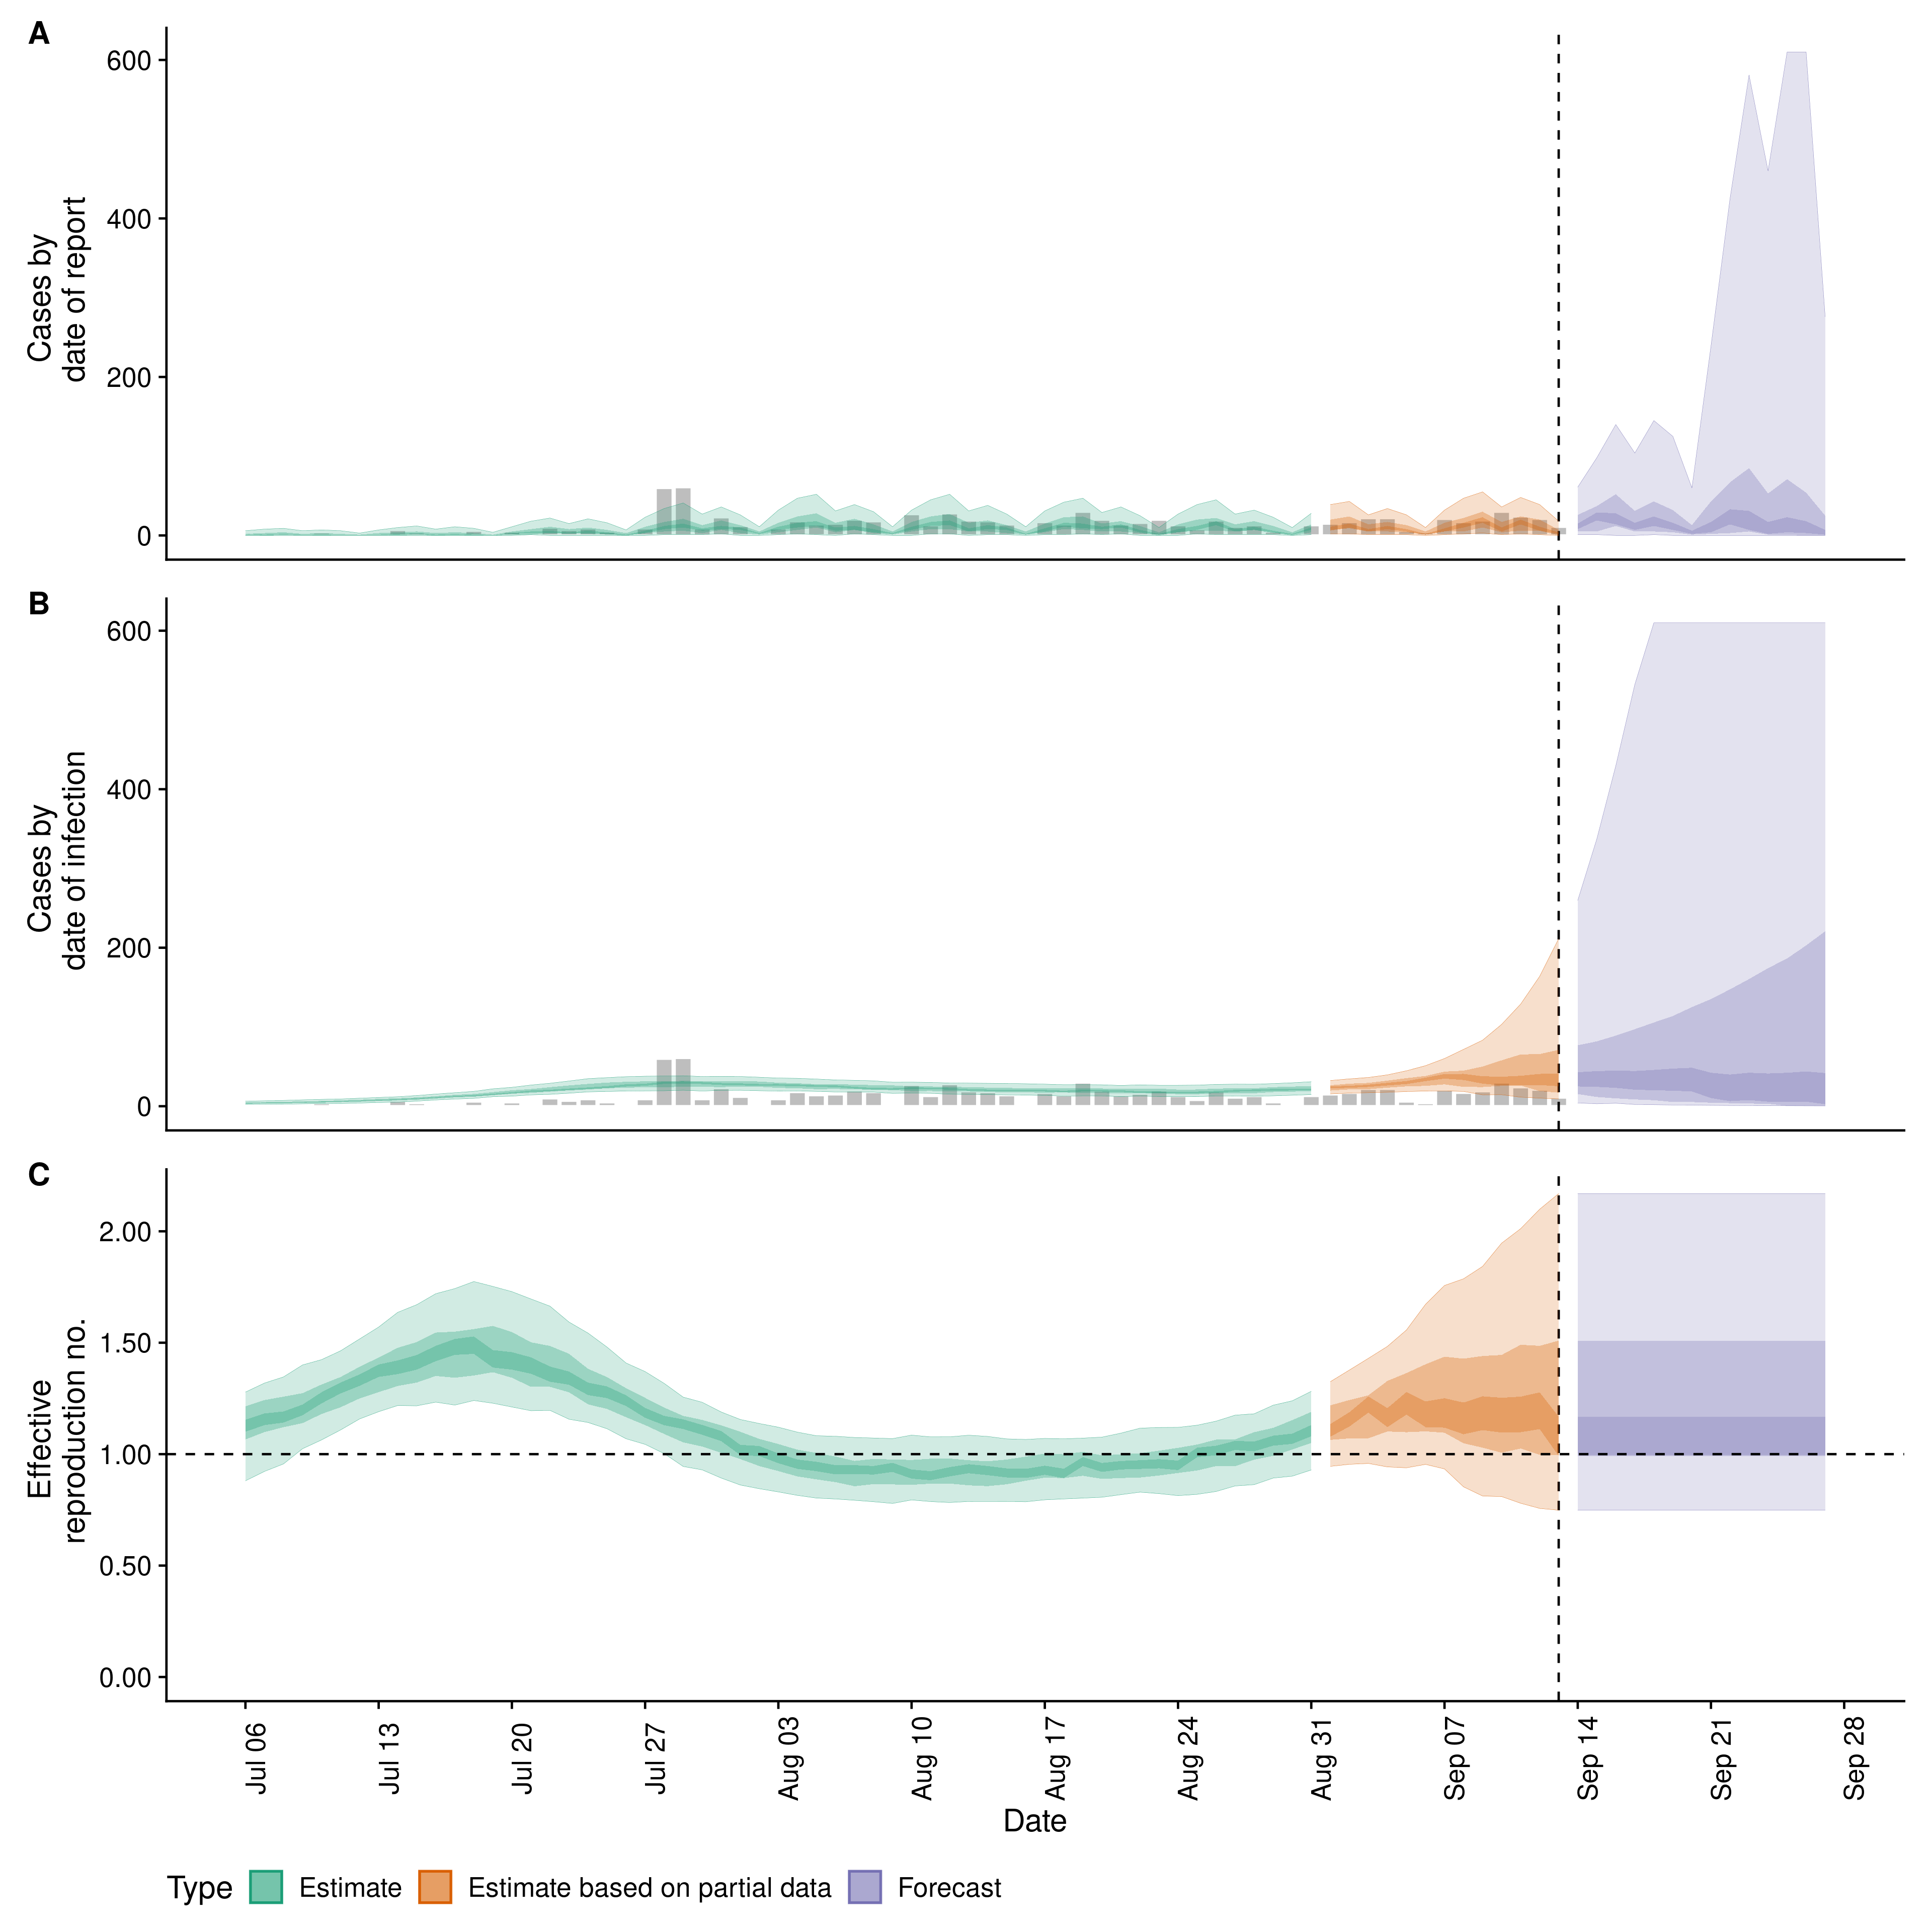 A
600
400
200
0
Cases by
date of report
B
600
400
200
0
Cases by
date of infection
C
2.00
1.50
1.00
0.50
0.00
Effective
reproduction no.
Jul 06
Jul 13
Jul 20
Jul 27
Aug 03
Aug 10
Aug 17
Aug 24
Aug 31
Sep 07
Sep 14
Sep 21
Sep 28
Date
Type Estimate Estimate based on partial data Forecast